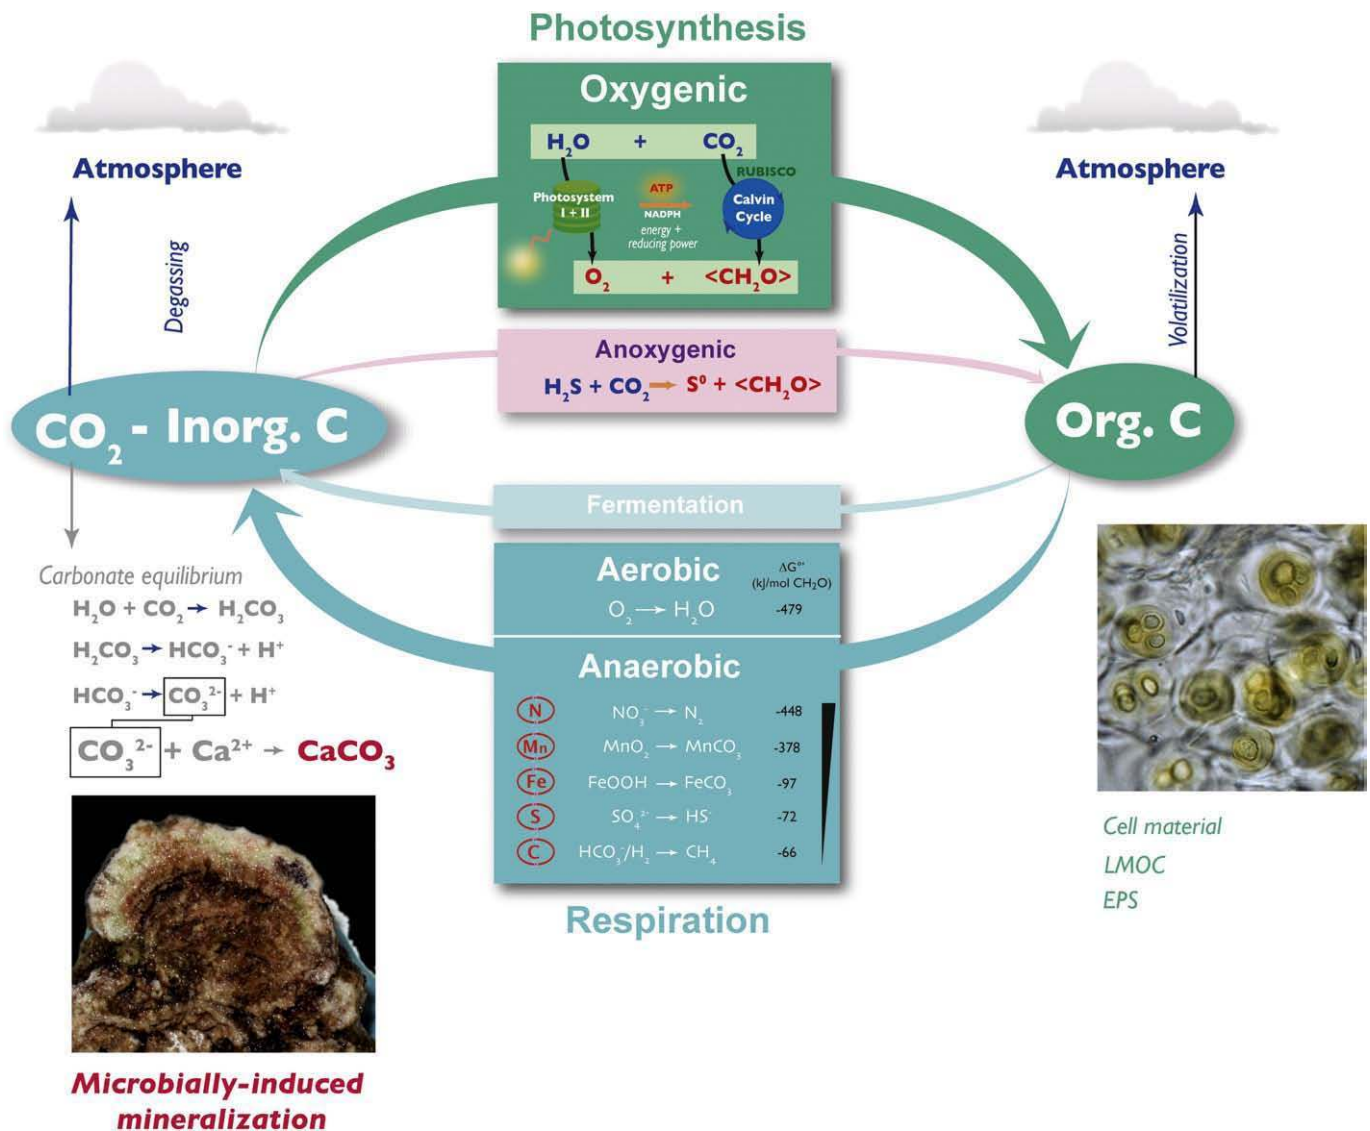 Photosynthesis
Oxygenic
H₂O + CO₂
RUBISCO
Photosystem
I + II
ATP
NADPH
energy +
reducing power
Calvin
Cycle
O₂ + <CH₂O>
Atmosphere
Degassing
Atmosphere
Volatilization
Anoxygenic
H₂S + CO₂ → S⁰ + <CH₂O>
CO₂ - Inorg. C
Org. C
Fermentation
Aerobic
ΔG°'
(kJ/mol CH₂O)
O₂ → H₂O -479
Anaerobic
N NO₃⁻ → N₂ -448
Mn MnO₂ → MnCO₃ -378
Fe FeOOH → FeCO₃ -97
S SO₄²⁻ → HS⁻ -72
C HCO₃⁻/H₂ → CH₄ -66
Respiration
Carbonate equilibrium
H₂O + CO₂ → H₂CO₃
H₂CO₃ → HCO₃⁻ + H⁺
HCO₃⁻ → CO₃²⁻ + H⁺
CO₃²⁻ + Ca²⁺ → CaCO₃
Microbially-induced
mineralization
Cell material
LMOC
EPS